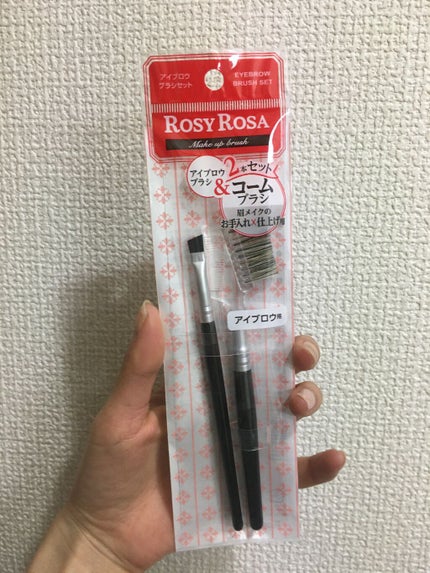 アイブロウ
ブラシセット
EYEBROW
BRUSH SET
ROSY ROSA
Make up brush
アイブロウ
ブラシ
&
2本セット
コーム
ブラシ
眉メイクの
お手入れ×仕上げ用
アイブロウ用